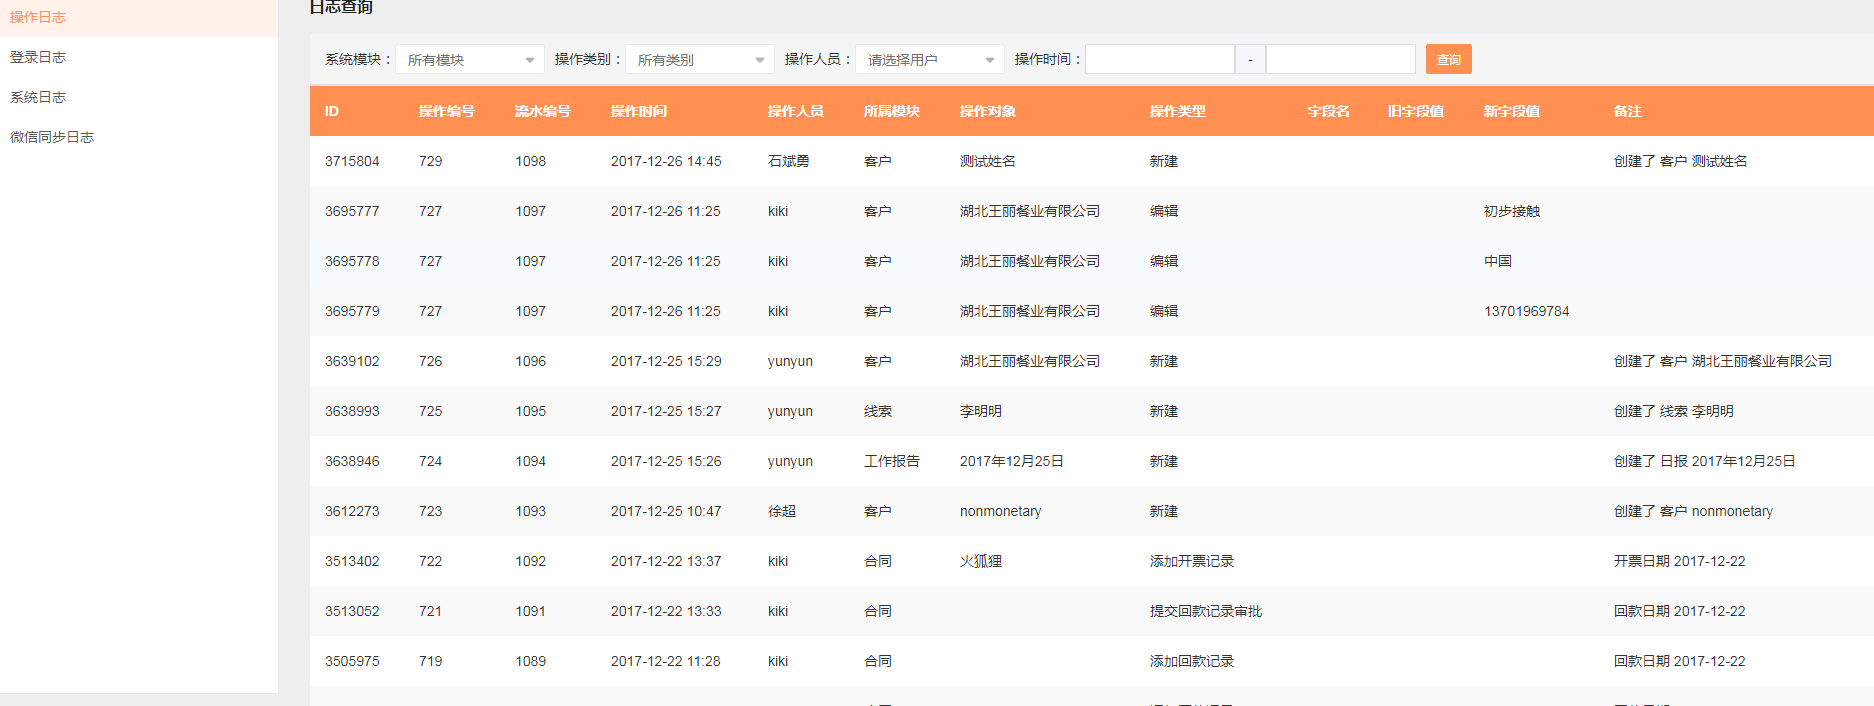 操作日志
登录日志
系统日志
微信同步日志
日志查询
系统模块： 所有模块 操作类别： 所有类别 操作人员： 请选择用户 操作时间： - 查询
ID 操作编号 流水编号 操作时间 操作人员 所属模块 操作对象 操作类型 字段名 旧字段值 新字段值 备注
3715804 729 1098 2017-12-26 14:45 石斌勇 客户 测试姓名 新建 创建了 客户 测试姓名
3695777 727 1097 2017-12-26 11:25 kiki 客户 湖北王丽餐业有限公司 编辑 初步接触
3695778 727 1097 2017-12-26 11:25 kiki 客户 湖北王丽餐业有限公司 编辑 中国
3695779 727 1097 2017-12-26 11:25 kiki 客户 湖北王丽餐业有限公司 编辑 13701969784
3639102 726 1096 2017-12-25 15:29 yunyun 客户 湖北王丽餐业有限公司 新建 创建了 客户 湖北王丽餐业有限公司
3638993 725 1095 2017-12-25 15:27 yunyun 线索 李明明 新建 创建了 线索 李明明
3638946 724 1094 2017-12-25 15:26 yunyun 工作报告 2017年12月25日 新建 创建了 日报 2017年12月25日
3612273 723 1093 2017-12-25 10:47 徐超 客户 nonmonetary 新建 创建了 客户 nonmonetary
3513402 722 1092 2017-12-22 13:37 kiki 合同 火狐狸 添加开票记录 开票日期 2017-12-22
3513052 721 1091 2017-12-22 13:33 kiki 合同 提交回款记录审批 回款日期 2017-12-22
3505975 719 1089 2017-12-22 11:28 kiki 合同 添加回款记录 回款日期 2017-12-22